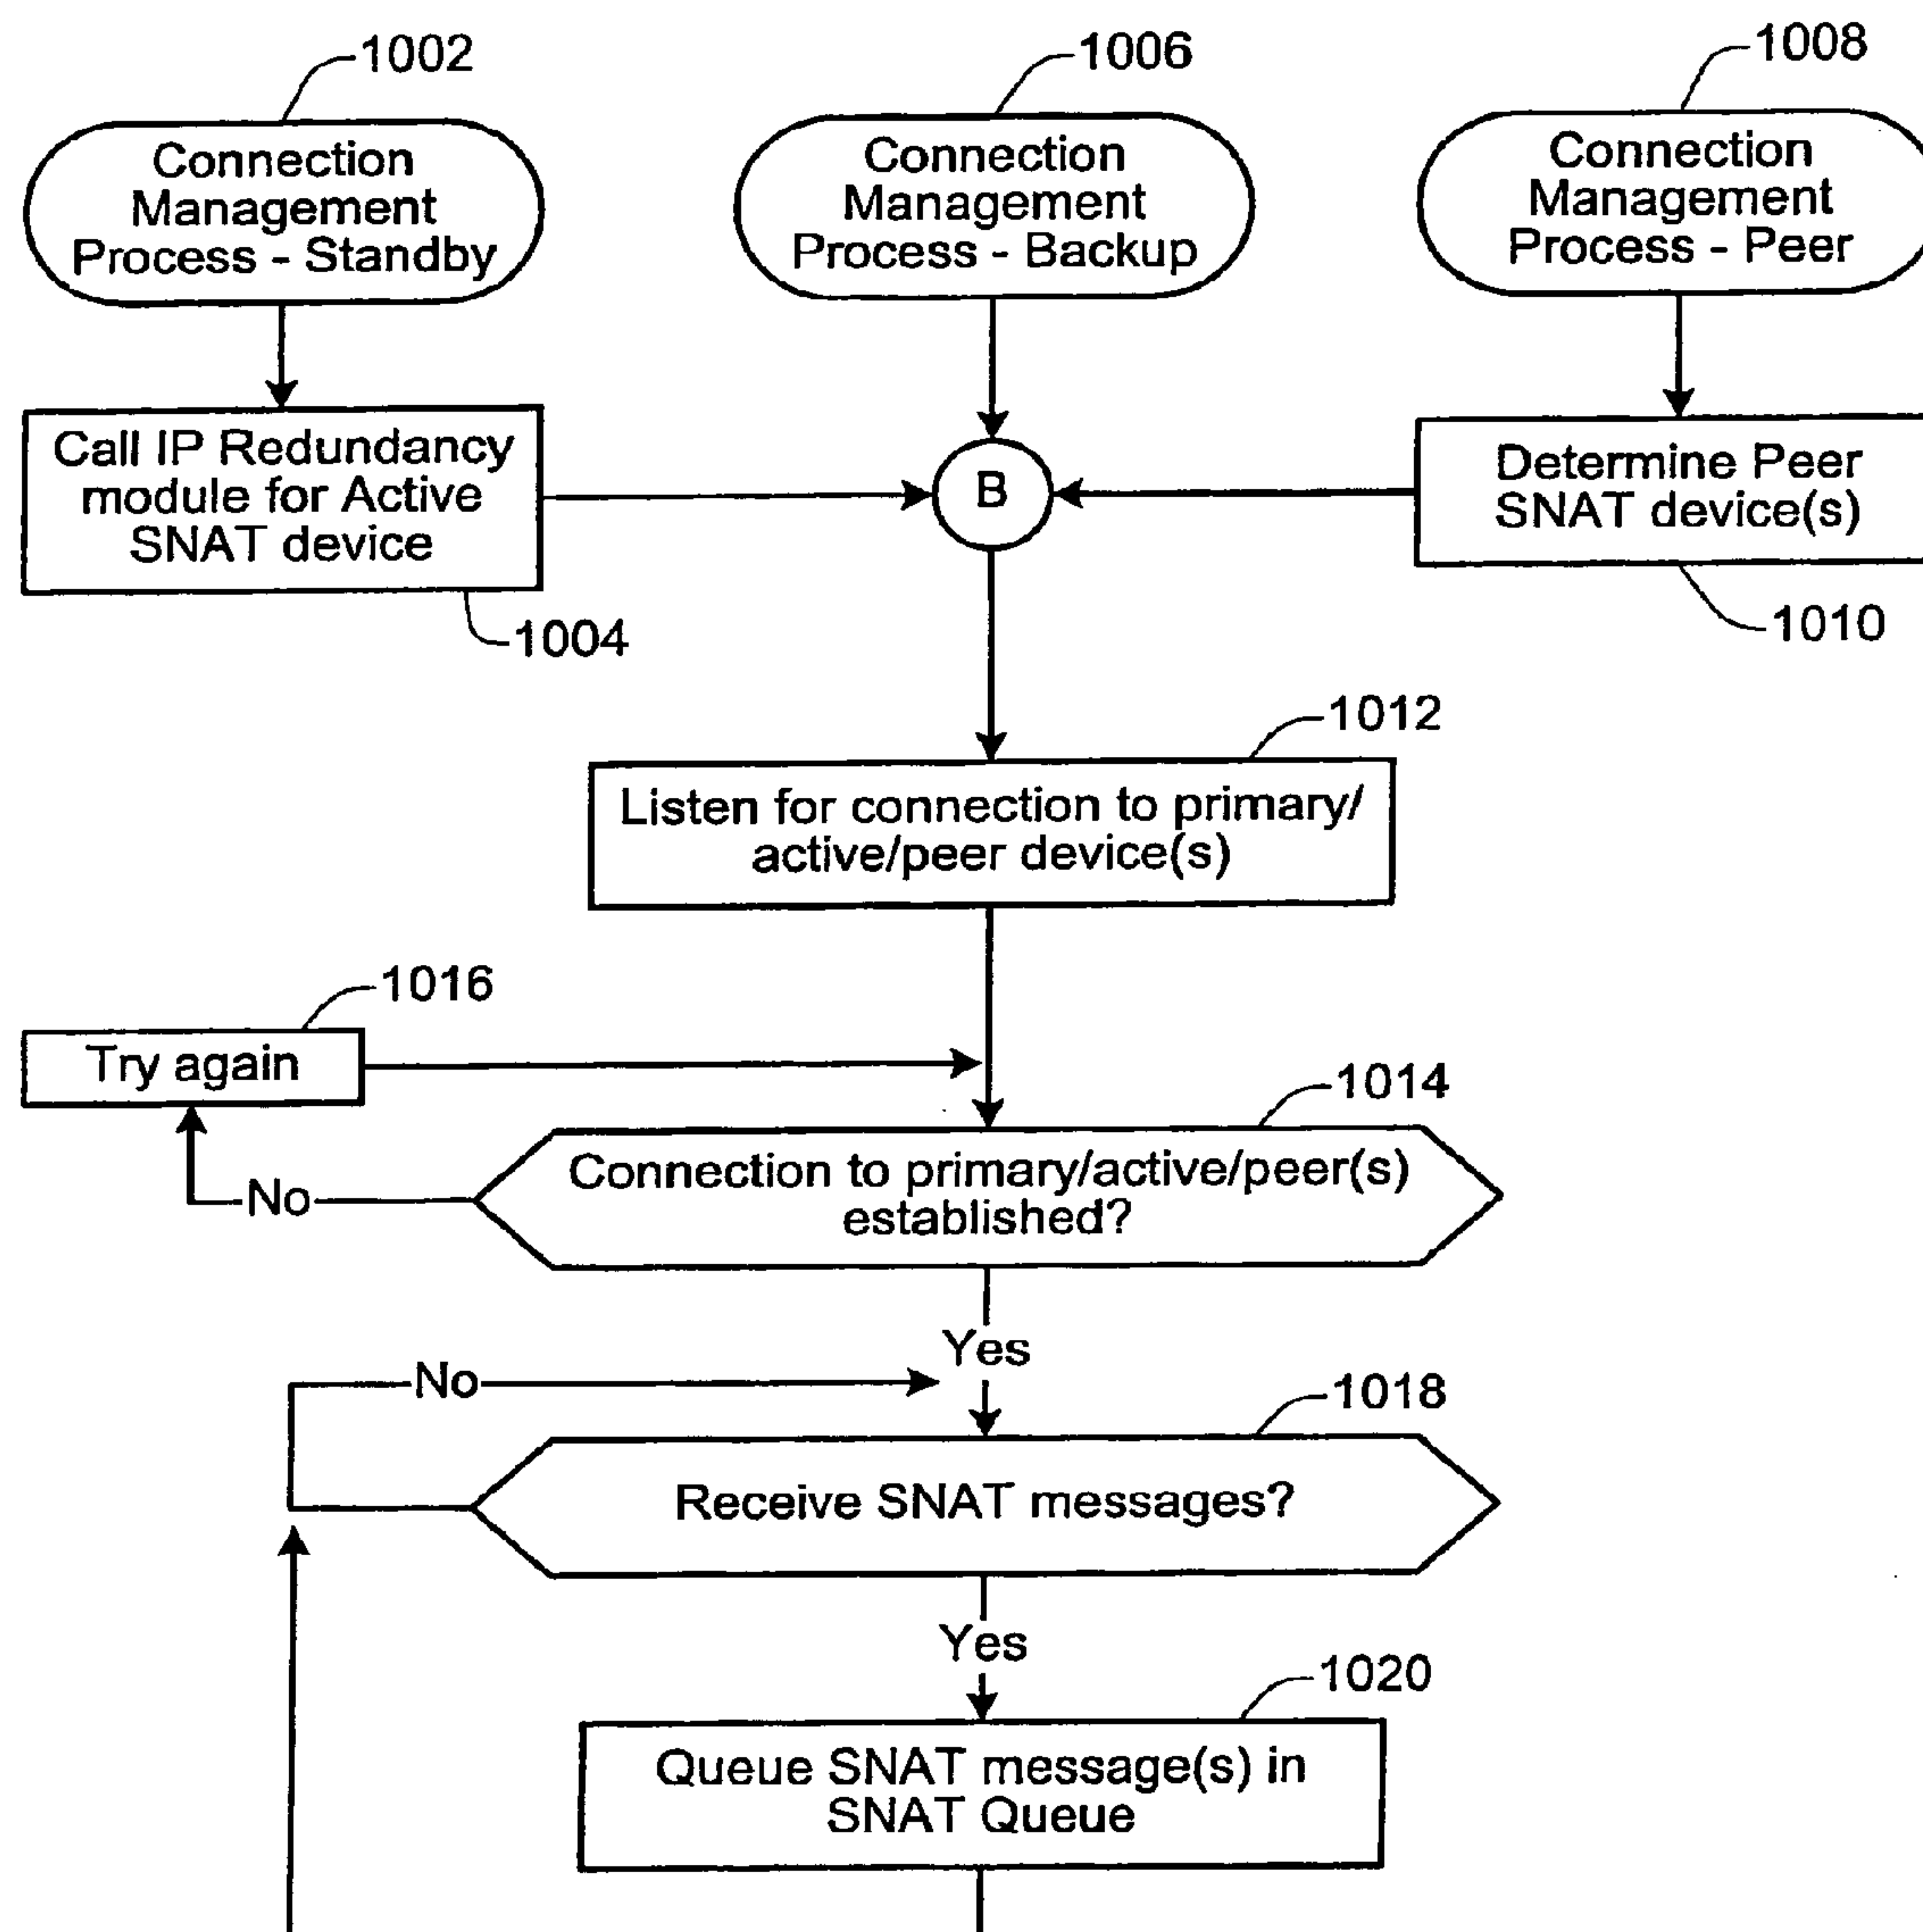 1002
1006
1008
Connection
Management
Process - Standby
Connection
Management
Process - Backup
Connection
Management
Process - Peer
Call IP Redundancy
module for Active
SNAT device
B
Determine Peer
SNAT device(s)
1004
1010
1012
Listen for connection to primary/
active/peer device(s)
1016
Try again
1014
Connection to primary/active/peer(s)
established?
No
Yes
No
1018
Receive SNAT messages?
Yes
1020
Queue SNAT message(s) in
SNAT Queue